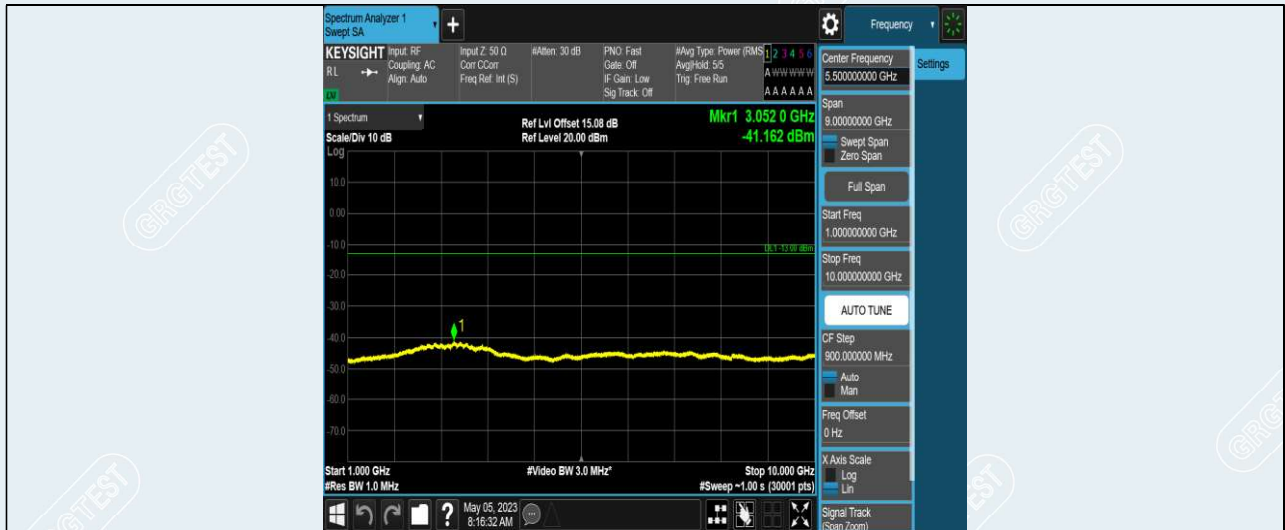 Spectrum Analyzer 1
Swept SA
+
Frequency
KEYSIGHT
RL
Input: RF
Coupling: AC
Align: Auto
Input Z: 50 Ω
Corr CCorr
Freq Ref: Int (S)
#Atten: 30 dB
PNO: Fast
Gate: Off
IF Gain: Low
Sig Track: Off
#Avg Type: Power (RMS
Avg|Hold: 5/5
Trig: Free Run
1 2 3 4 5 6
A W W W W W
A A A A A A
1 Spectrum
Scale/Div 10 dB
Log
Ref Lvl Offset 15.08 dB
Ref Level 20.00 dBm
Mkr1 3.052 0 GHz
-41.162 dBm
10.0
0.00
-10.0
-20.0
-30.0
-40.0
-50.0
-60.0
-70.0
DL1 -13.00 dBm
1
Start 1.000 GHz
#Res BW 1.0 MHz
#Video BW 3.0 MHz*
Stop 10.000 GHz
#Sweep ~1.00 s (30001 pts)
?
May 05, 2023
8:16:32 AM
Center Frequency
5.500000000 GHz
Settings
Span
9.00000000 GHz
Swept Span
Zero Span
Full Span
Start Freq
1.000000000 GHz
Stop Freq
10.000000000 GHz
AUTO TUNE
CF Step
900.000000 MHz
Auto
Man
Freq Offset
0 Hz
X Axis Scale
Log
Lin
Signal Track
(Span Zoom)
GRGTEST
GRGTEST
GRGTEST
GRGTEST